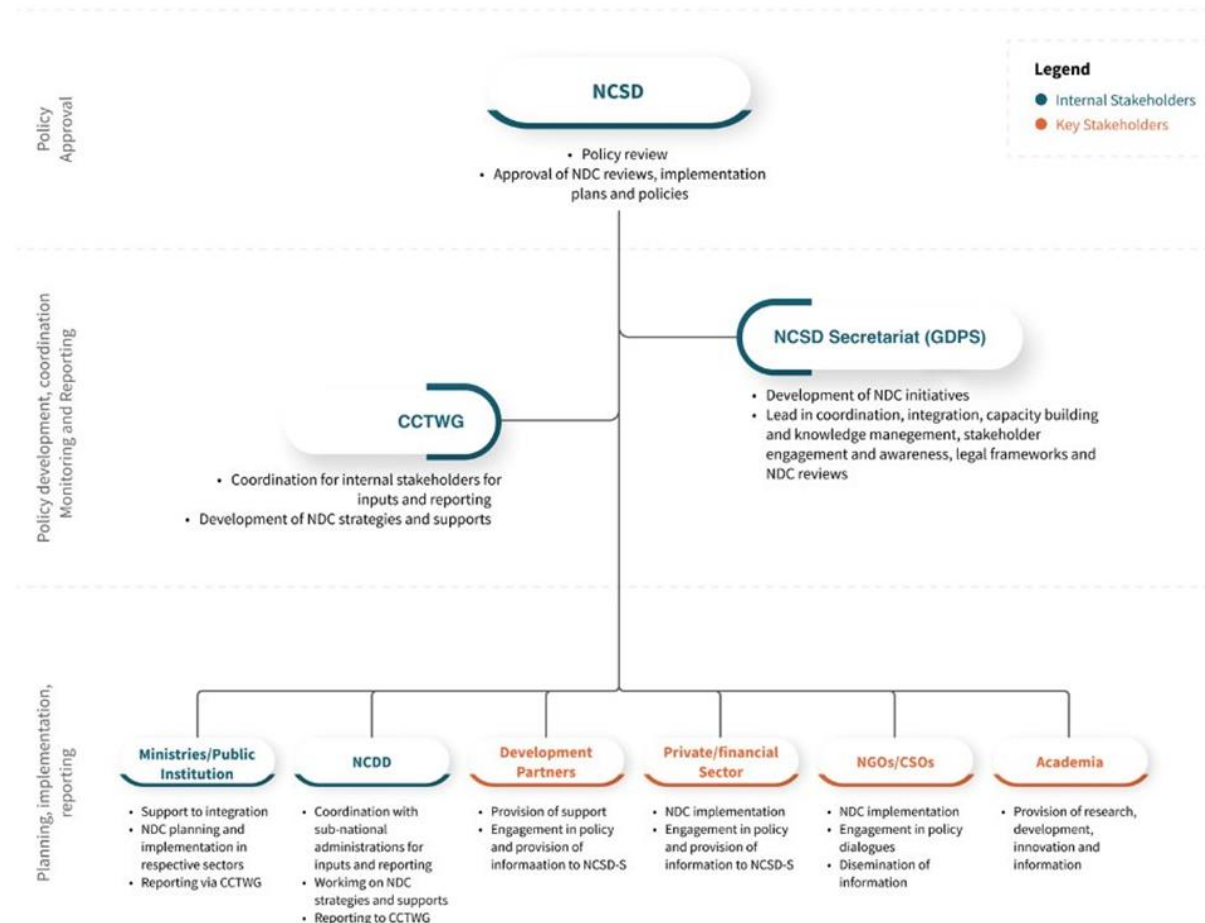 Policy
Approval
NCSD
• Policy review
• Approval of NDC reviews, implementation
plans and policies
Legend
Internal Stakeholders
Key Stakeholders
Policy development, coordination
Monitoring and Reporting
NCSD Secretariat (GDPS)
• Development of NDC initiatives
• Lead in coordination, integration, capacity building
and knowledge manegement, stakeholder
engagement and awareness, legal frameworks and
NDC reviews
CCTWG
• Coordination for internal stakeholders for
inputs and reporting
• Development of NDC strategies and supports
Planning, implementation,
reporting
Ministries/Public
Institution
• Support to integration
• NDC planning and
implementation in
respective sectors
• Reporting via CCTWG
NCDD
• Coordination with
sub-national
administrations for
inputs and reporting
• Workimg on NDC
strategies and supports
• Reporting to CCTWG
Development
Partners
• Provision of support
• Engagement in policy
and provision of
informaation to NCSD-S
Private/financial
Sector
• NDC implementation
• Engagement in policy
and provision of
information to NCSD-S
NGOs/CSOs
• NDC implementation
• Engagement in policy
dialogues
• Disemination of
information
Academia
• Provision of research,
development,
innovation and
information